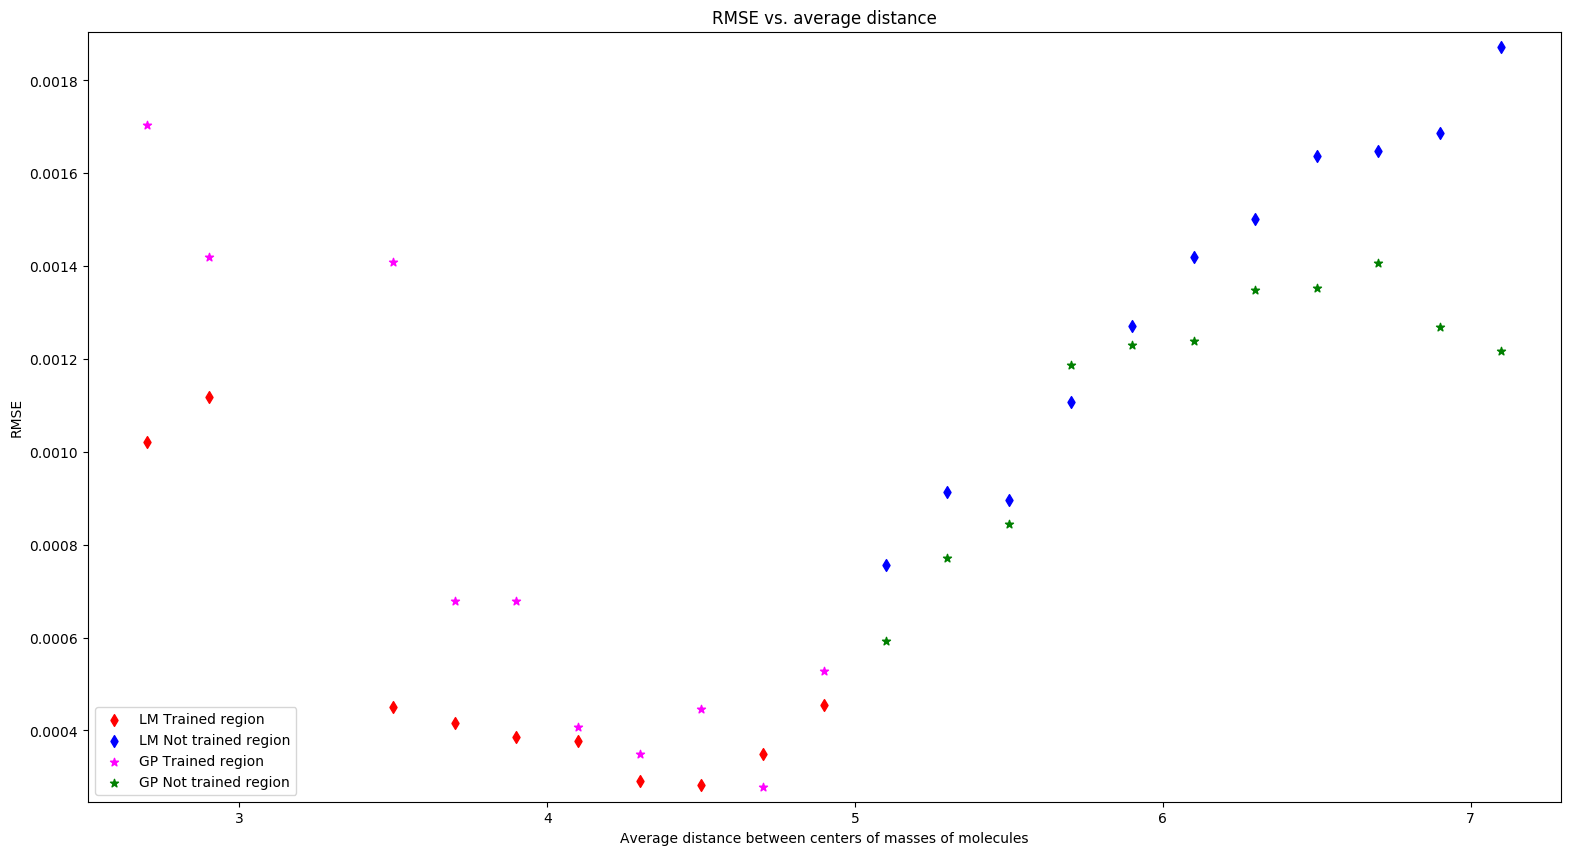 RMSE vs. average distance
RMSE
0.0018
0.0016
0.0014
0.0012
0.0010
0.0008
0.0006
0.0004
LM Trained region
LM Not trained region
GP Trained region
GP Not trained region
3
4
5
6
7
Average distance between centers of masses of molecules